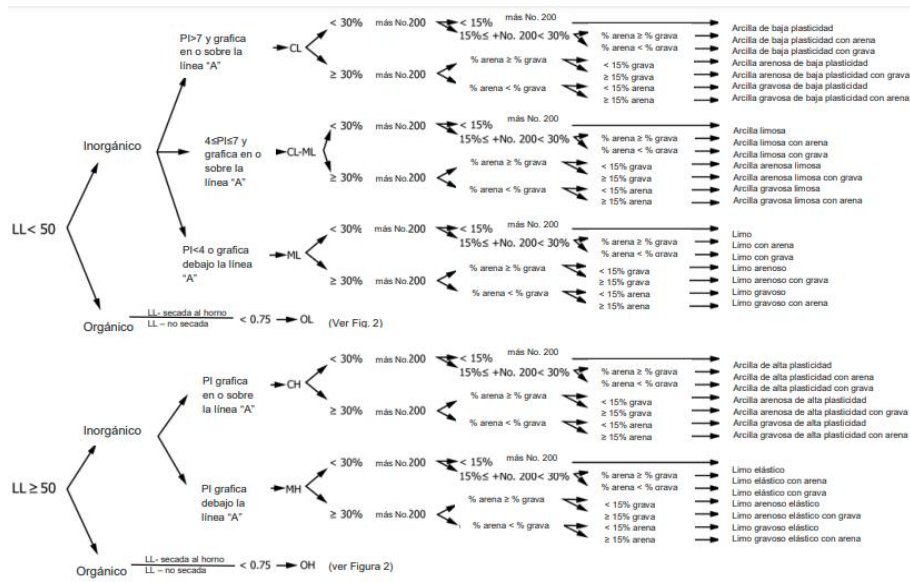 más No. 200
< 30% más No.200 < 15%
15%≤ +No. 200< 30%
% arena ≥ % grava
% arena < % grava
PI>7 y grafica
en o sobre la
línea "A"
CL
≥ 30% más No.200
% arena ≥ % grava
< 15% grava
≥ 15% grava
% arena < % grava
< 15% arena
≥ 15% arena
Arcilla de baja plasticidad
Arcilla de baja plasticidad con arena
Arcilla de baja plasticidad con grava
Arcilla arenosa de baja plasticidad
Arcilla arenosa de baja plasticidad con grava
Arcilla gravosa de baja plasticidad
Arcilla gravosa de baja plasticidad con arena
Inorgánico
4≤PI≤7 y
grafica en o
sobre la
línea "A"
CL-ML
más No. 200
< 30% más No.200 < 15%
15%≤ +No. 200< 30%
% arena ≥ % grava
% arena < % grava
≥ 30% más No.200
% arena ≥ % grava
< 15% grava
≥ 15% grava
% arena < % grava
< 15% arena
≥ 15% arena
Arcilla limosa
Arcilla limosa con arena
Arcilla limosa con grava
Arcilla arenosa limosa
Arcilla arenosa limosa con grava
Arcilla gravosa limosa
Arcilla gravosa limosa con arena
LL< 50
PI<4 o grafica
debajo la línea
"A"
ML
más No. 200
< 30% más No.200 < 15%
15%≤ +No. 200< 30%
% arena ≥ % grava
% arena < % grava
≥ 30% más No.200
% arena ≥ % grava
< 15% grava
≥ 15% grava
% arena < % grava
< 15% arena
≥ 15% arena
Limo
Limo con arena
Limo con grava
Limo arenoso
Limo arenoso con grava
Limo gravoso
Limo gravoso con arena
Orgánico
LL- secada al horno
LL – no secada
< 0.75 OL (Ver Fig. 2)
PI grafica
en o sobre
la línea "A"
CH
más No. 200
< 30% más No.200 < 15%
15%≤ +No. 200< 30%
% arena ≥ % grava
% arena < % grava
≥ 30% más No.200
% arena ≥ % grava
< 15% grava
≥ 15% grava
% arena < % grava
< 15% arena
≥ 15% arena
Arcilla de alta plasticidad
Arcilla de alta plasticidad con arena
Arcilla de alta plasticidad con grava
Arcilla arenosa de alta plasticidad
Arcilla arenosa de alta plasticidad con grava
Arcilla gravosa de alta plasticidad
Arcilla gravosa de alta plasticidad con arena
Inorgánico
LL ≥ 50
PI grafica
debajo la
línea "A"
MH
más No. 200
< 30% más No.200 < 15%
15%≤ +No. 200< 30%
% arena ≥ % grava
% arena < % grava
≥ 30% más No.200
% arena ≥ % grava
< 15% grava
≥ 15% grava
% arena < % grava
< 15% arena
≥ 15% arena
Limo elástico
Limo elástico con arena
Limo elástico con grava
Limo arenoso elástico
Limo arenoso elástico con grava
Limo gravoso elástico
Limo gravoso elástico con arena
Orgánico
LL- secada al horno
LL – no secada
< 0.75 OH (ver Figura 2)